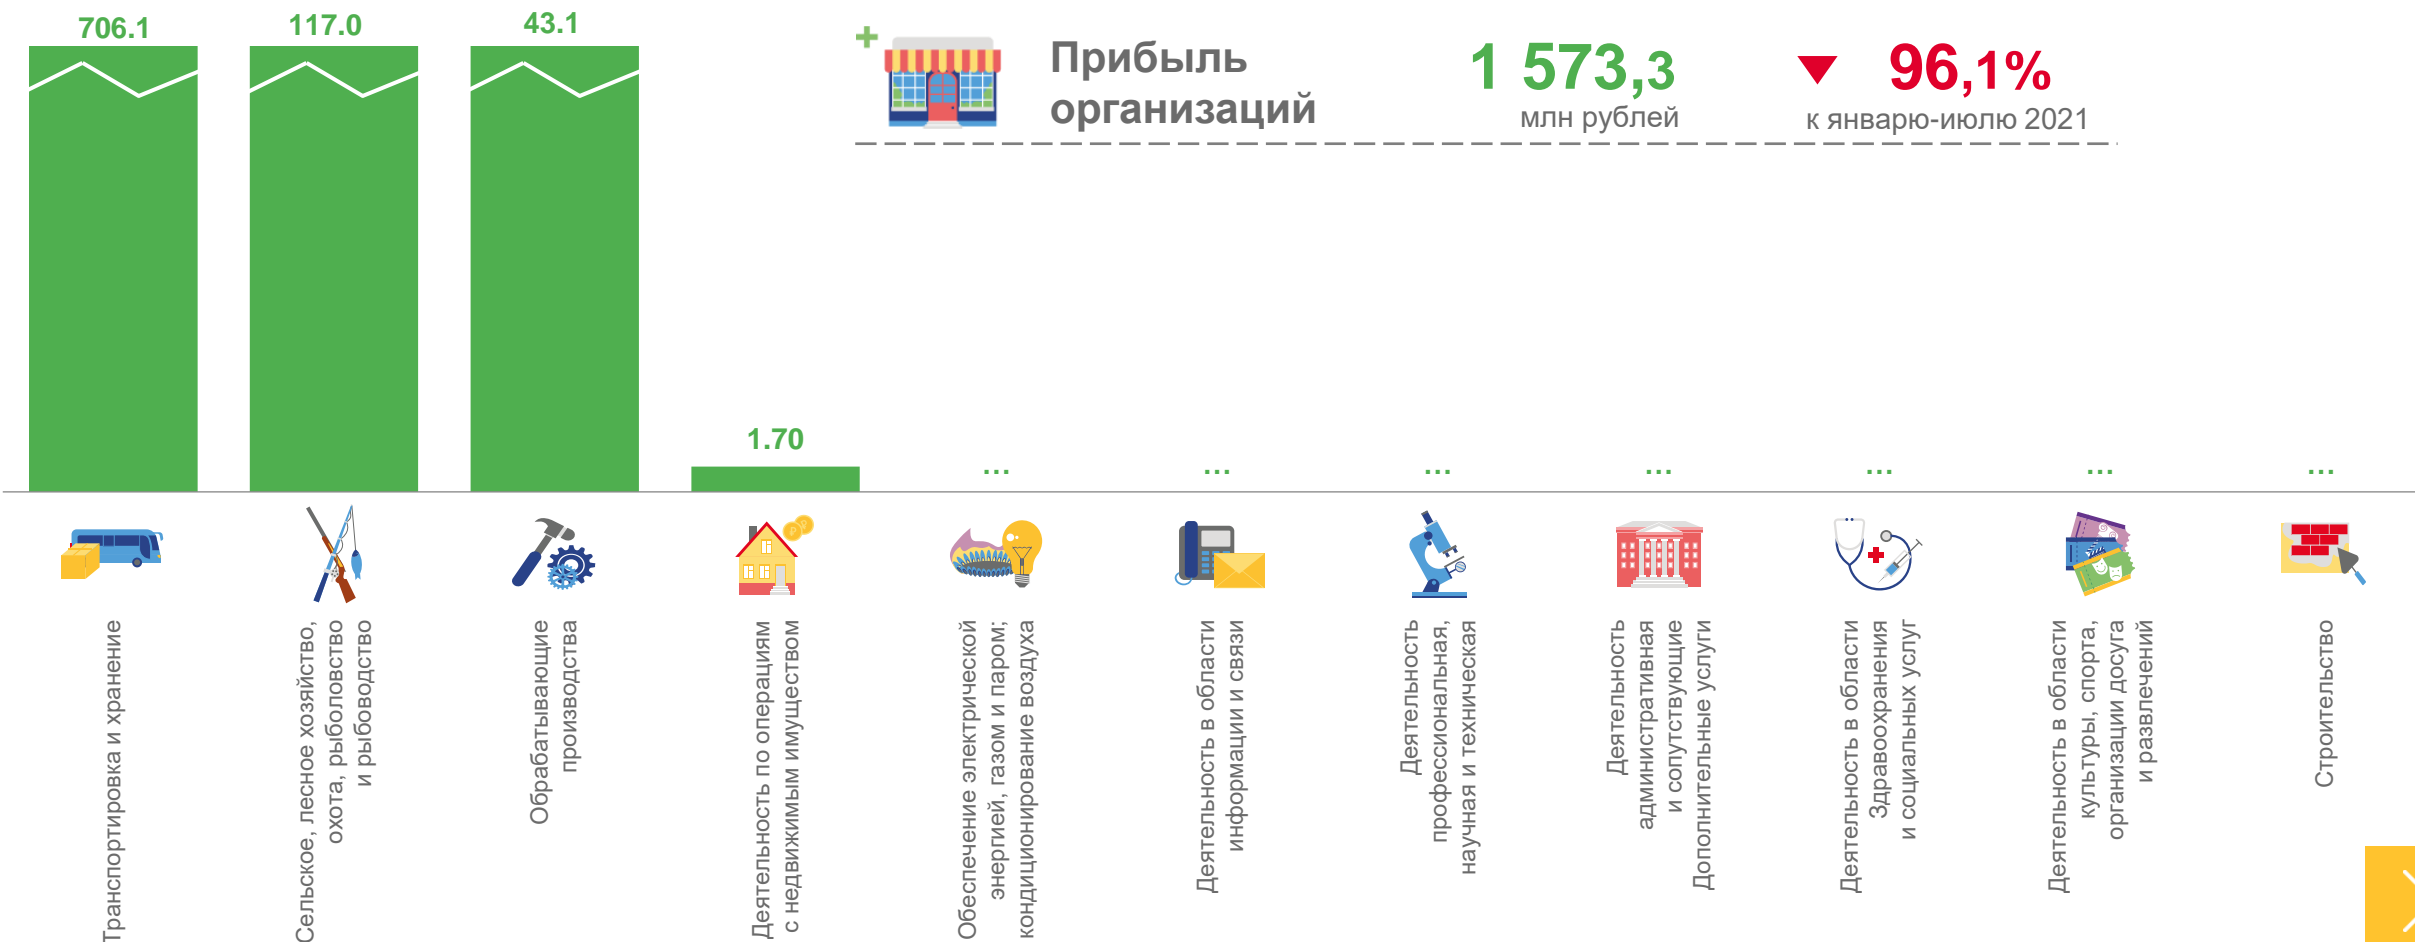 706.1
117.0
43.1
Прибыль
организаций
1 573,3
млн рублей
96,1%
к январю-июлю 2021
1.70
...
...
...
...
...
...
...
Транспортировка и хранение
Сельское, лесное хозяйство,
охота, рыболовство
и рыбоводство
Обрабатывающие
производства
Деятельность по операциям
с недвижимым имуществом
Обеспечение электрической
энергией, газом и паром;
кондиционирование воздуха
Деятельность в области
информации и связи
Деятельность
профессиональная,
научная и техническая
Деятельность
административная
и сопутствующие
Дополнительные услуги
Деятельность в области
Здравоохранения
и социальных услуг
Деятельность в области
культуры, спорта,
организации досуга
и развлечений
Строительство